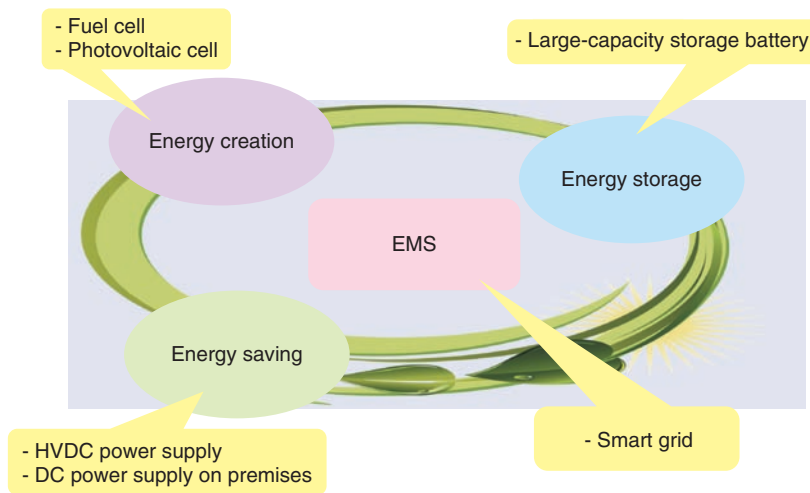 - Fuel cell
- Photovoltaic cell
- Large-capacity storage battery
Energy creation
Energy storage
EMS
Energy saving
- HVDC power supply
- DC power supply on premises
- Smart grid